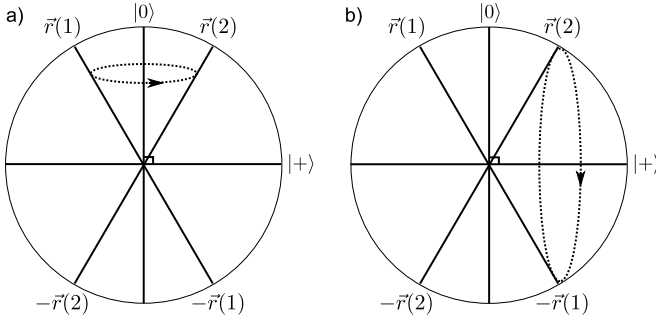 a)
|0⟩
r⃗(1)
r⃗(2)
|+⟩
−r⃗(2)
−r⃗(1)
b)
|0⟩
r⃗(1)
r⃗(2)
|+⟩
−r⃗(2)
−r⃗(1)